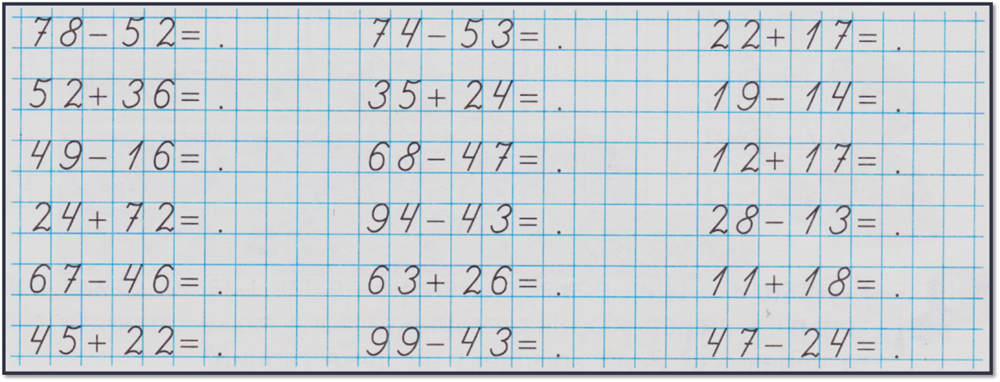 78 - 52 = . 74 - 53 = . 22 + 17 = .
52 + 36 = . 35 + 24 = . 19 - 14 = .
49 - 16 = . 68 - 47 = . 12 + 17 = .
24 + 72 = . 94 - 43 = . 28 - 13 = .
67 - 46 = . 63 + 26 = . 11 + 18 = .
45 + 22 = . 99 - 43 = . 47 - 24 = .